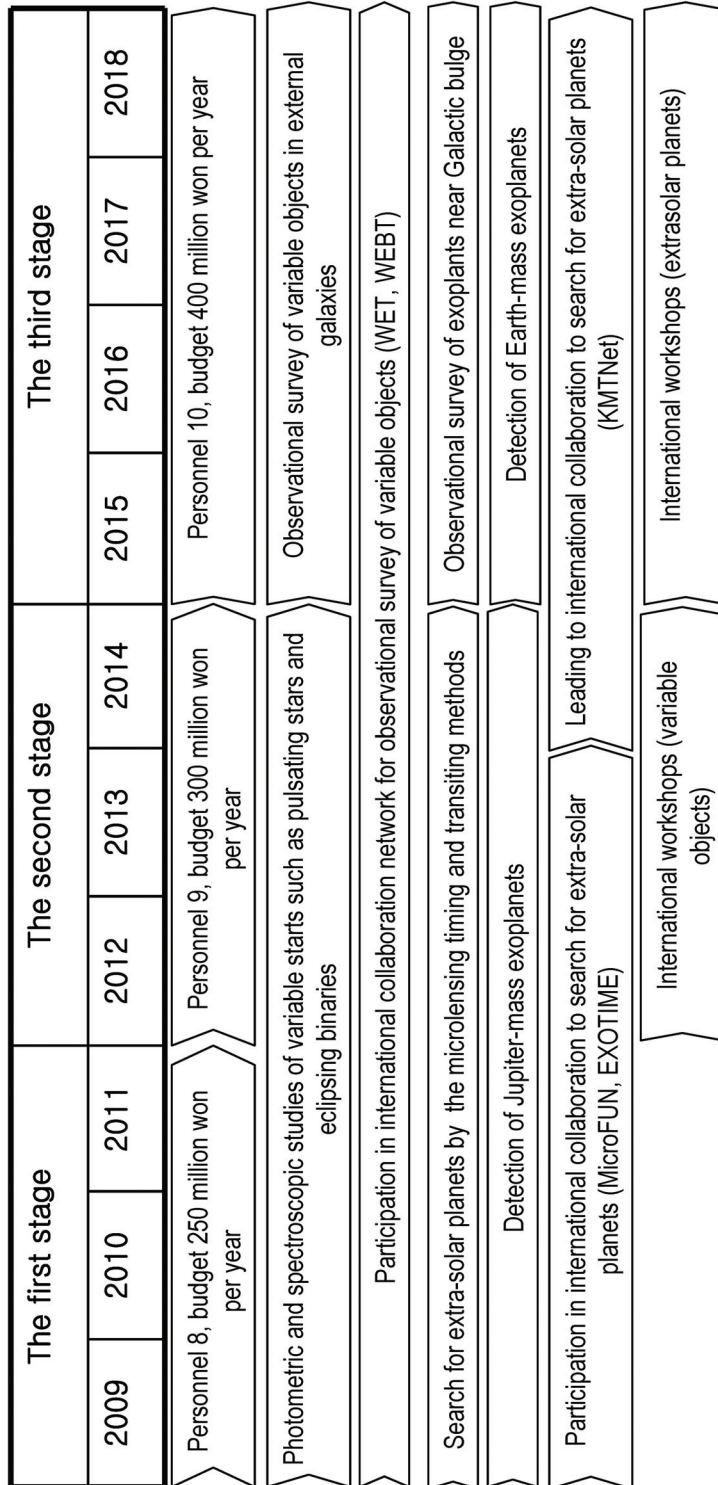 The first stage
The second stage
The third stage
2009
2010
2011
2012
2013
2014
2015
2016
2017
2018
Personnel 8, budget 250 million won
per year
Personnel 9, budget 300 million won
per year
Personnel 10, budget 400 million won per year
Photometric and spectroscopic studies of variable starts such as pulsating stars and
eclipsing binaries
Observational survey of variable objects in external
galaxies
Participation in international collaboration network for observational survey of variable objects (WET, WEBT)
Search for extra-solar planets by the microlensing timing and transiting methods
Observational survey of exoplants near Galactic bulge
Detection of Jupiter-mass exoplanets
Detection of Earth-mass exoplanets
Participation in international collaboration to search for extra-solar
planets (MicroFUN, EXOTIME)
Leading to international collaboration to search for extra-solar planets
(KMTNet)
International workshops (variable
objects)
International workshops (extrasolar planets)